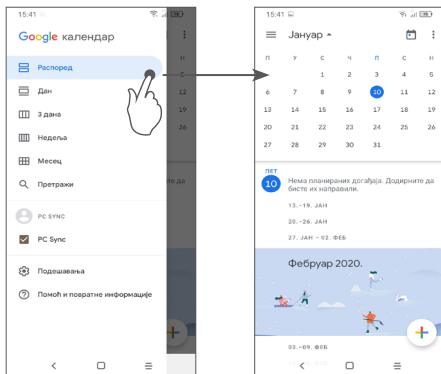 15:41
Google календар
Распоред
Дан
3 дана
Недеља
Месец
Претражи
PC SYNC
PC Sync
Подешавања
Помоћ и повратне информације
15:41
Јануар
П У С Ч П С Н
1 2 3 4 5
6 7 8 9 10 11 12
13 14 15 16 17 18 19
20 21 22 23 24 25 26
27 28 29 30 31
ПЕТ
10
Нема планираних догађаја. Додирните да
бисте их направили.
13.–19. ЈАН
20.–26. ЈАН
27. ЈАН – 02. ФЕБ
Фебруар 2020.
03.–09. ФЕБ